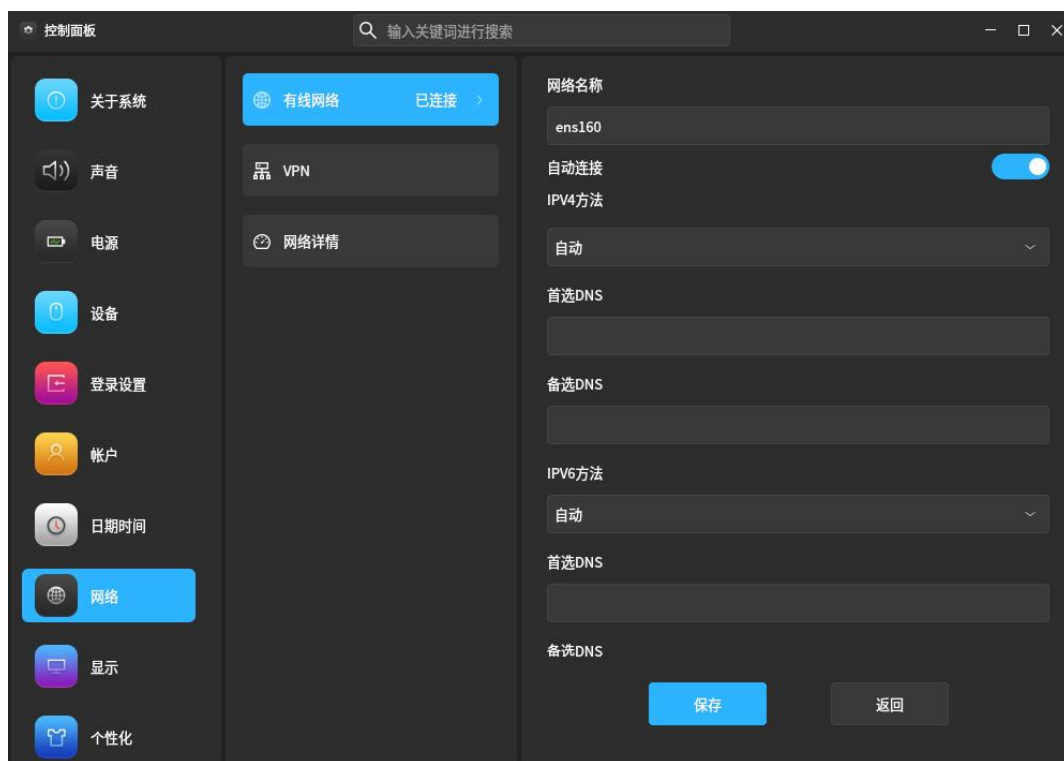 控制面板
输入关键词进行搜索
关于系统
声音
电源
设备
登录设置
帐户
日期时间
网络
显示
个性化
有线网络 已连接
VPN
网络详情
网络名称
ens160
自动连接
IPV4方法
自动
首选DNS
备选DNS
IPV6方法
自动
首选DNS
备选DNS
保存 返回